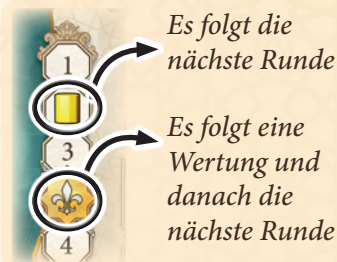 Es folgt die
nächste Runde
1
3
Es folgt eine
Wertung und
danach die
nächste Runde
4